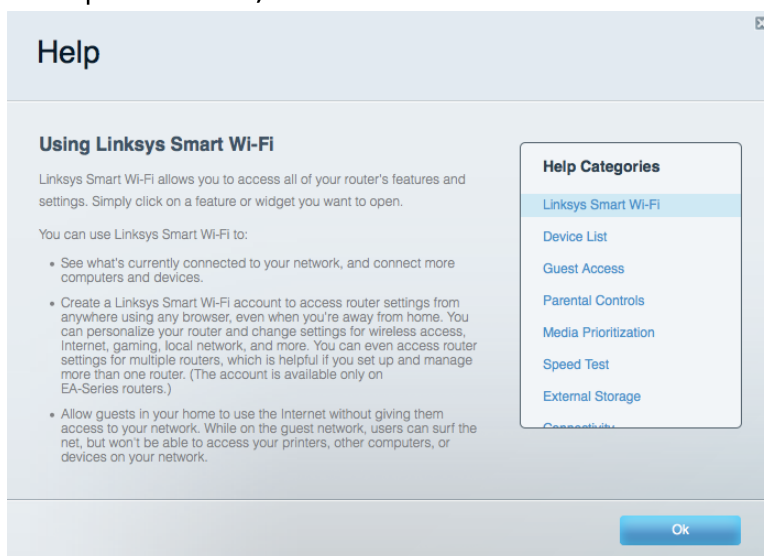 Help
Using Linksys Smart Wi-Fi
Linksys Smart Wi-Fi allows you to access all of your router's features and
settings. Simply click on a feature or widget you want to open.
You can use Linksys Smart Wi-Fi to:
• See what's currently connected to your network, and connect more
computers and devices.
• Create a Linksys Smart Wi-Fi account to access router settings from
anywhere using any browser, even when you're away from home. You
can personalize your router and change settings for wireless access,
Internet, gaming, local network, and more. You can even access router
settings for multiple routers, which is helpful if you set up and manage
more than one router. (The account is available only on
EA-Series routers.)
• Allow guests in your home to use the Internet without giving them
access to your network. While on the guest network, users can surf the
net, but won't be able to access your printers, other computers, or
devices on your network.
Help Categories
Linksys Smart Wi-Fi
Device List
Guest Access
Parental Controls
Media Prioritization
Speed Test
External Storage
Connectivity
Ok